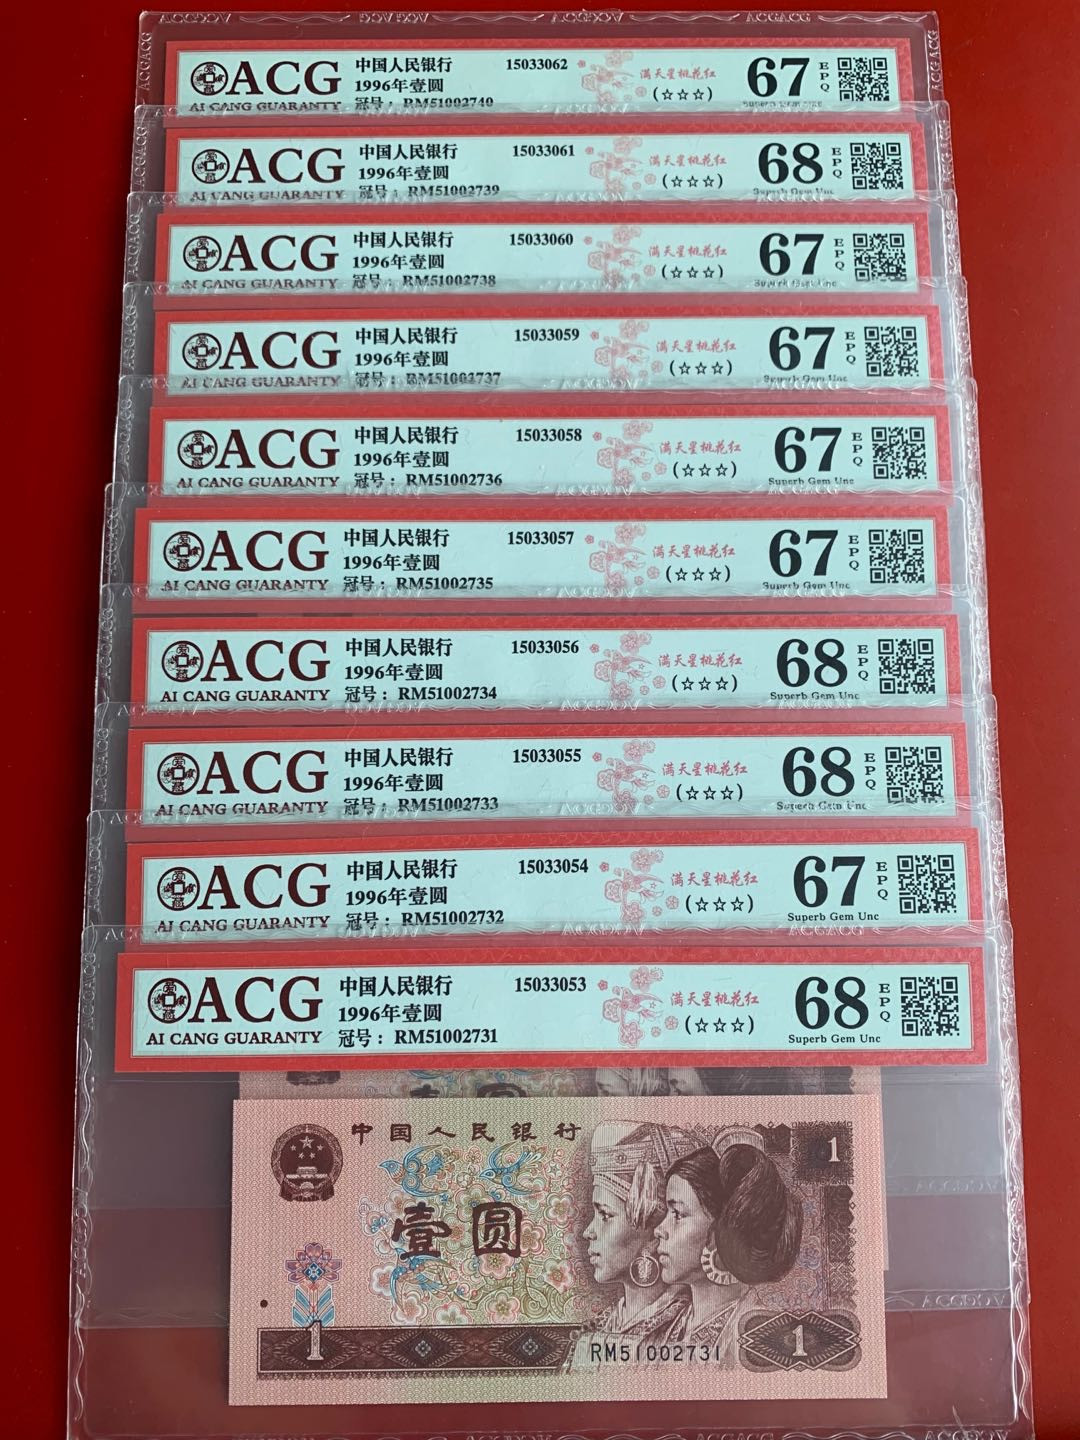 ACG
AI CANG GUARANTY
中国人民银行
1996年壹圆
冠号：RM51002740
15033062
满天星桃花红
(☆☆☆)
67
EPQ
Superb Gem Unc
ACG
AI CANG GUARANTY
中国人民银行
1996年壹圆
冠号：RM51002739
15033061
满天星桃花红
(☆☆☆)
68
EPQ
Superb Gem Unc
ACG
AI CANG GUARANTY
中国人民银行
1996年壹圆
冠号：RM51002738
15033060
满天星桃花红
(☆☆☆)
67
EPQ
Superb Gem Unc
ACG
AI CANG GUARANTY
中国人民银行
1996年壹圆
冠号：RM51002737
15033059
满天星桃花红
(☆☆☆)
67
EPQ
Superb Gem Unc
ACG
AI CANG GUARANTY
中国人民银行
1996年壹圆
冠号：RM51002736
15033058
满天星桃花红
(☆☆☆)
67
EPQ
Superb Gem Unc
ACG
AI CANG GUARANTY
中国人民银行
1996年壹圆
冠号：RM51002735
15033057
满天星桃花红
(☆☆☆)
67
EPQ
Superb Gem Unc
ACG
AI CANG GUARANTY
中国人民银行
1996年壹圆
冠号：RM51002734
15033056
满天星桃花红
(☆☆☆)
68
EPQ
Superb Gem Unc
ACG
AI CANG GUARANTY
中国人民银行
1996年壹圆
冠号：RM51002733
15033055
满天星桃花红
(☆☆☆)
68
EPQ
Superb Gem Unc
ACG
AI CANG GUARANTY
中国人民银行
1996年壹圆
冠号：RM51002732
15033054
满天星桃花红
(☆☆☆)
67
EPQ
Superb Gem Unc
ACG
AI CANG GUARANTY
中国人民银行
1996年壹圆
冠号：RM51002731
15033053
满天星桃花红
(☆☆☆)
68
EPQ
Superb Gem Unc
中国人民银行
1
壹圆
1
RM51002731
1